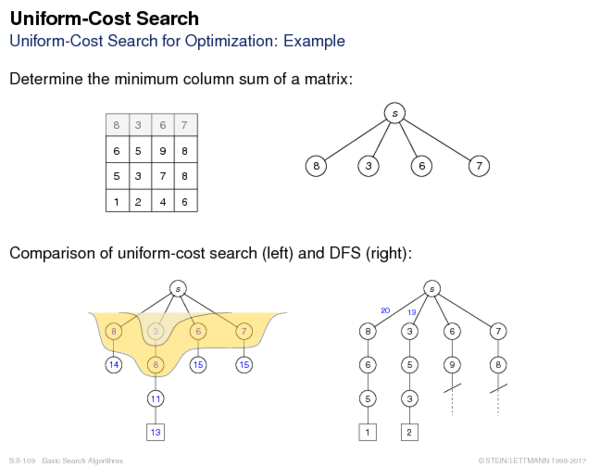 Uniform-Cost Search
Uniform-Cost Search for Optimization: Example
Determine the minimum column sum of a matrix:
8 3 6 7
6 5 9 8
5 3 7 8
1 2 4 6
s
8 3 6 7
Comparison of uniform-cost search (left) and DFS (right):
s
8 3 6 7
14 8 15 15
11
13
s
20 13
8 3 6 7
6 5 9 8
5 3
1 2
S:II-109 Basic Search Algorithms
© STEIN/LETTMANN 1998-2017